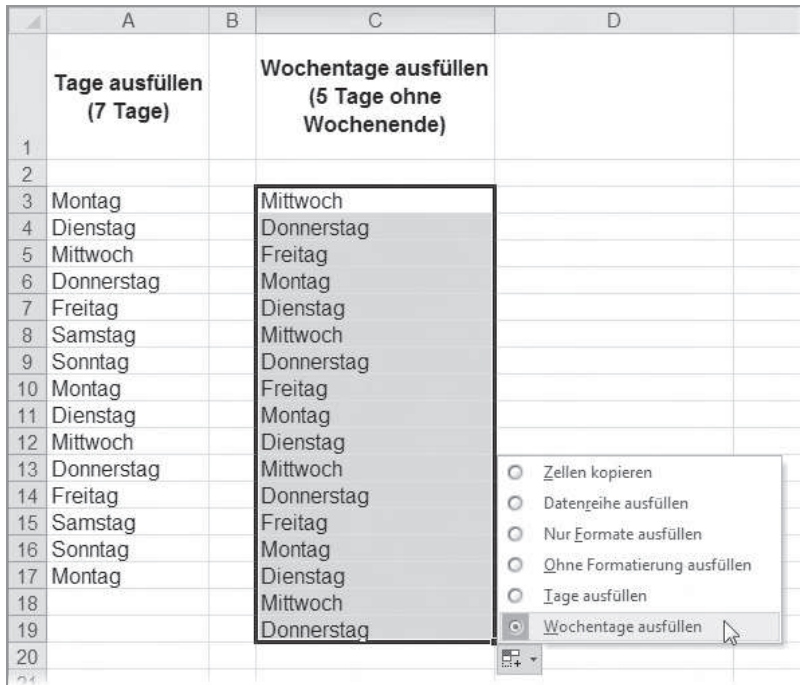 A B C D
1 Tage ausfüllen (7 Tage) Wochentage ausfüllen (5 Tage ohne Wochenende)
2
3 Montag Mittwoch
4 Dienstag Donnerstag
5 Mittwoch Freitag
6 Donnerstag Montag
7 Freitag Dienstag
8 Samstag Mittwoch
9 Sonntag Donnerstag
10 Montag Freitag
11 Dienstag Montag
12 Mittwoch Dienstag
13 Donnerstag Mittwoch
14 Freitag Donnerstag
15 Samstag Freitag
16 Sonntag Montag
17 Montag Dienstag
18 Mittwoch
19 Donnerstag
20
21
Zellen kopieren
Datenreihe ausfüllen
Nur Formate ausfüllen
Ohne Formatierung ausfüllen
Tage ausfüllen
Wochentage ausfüllen